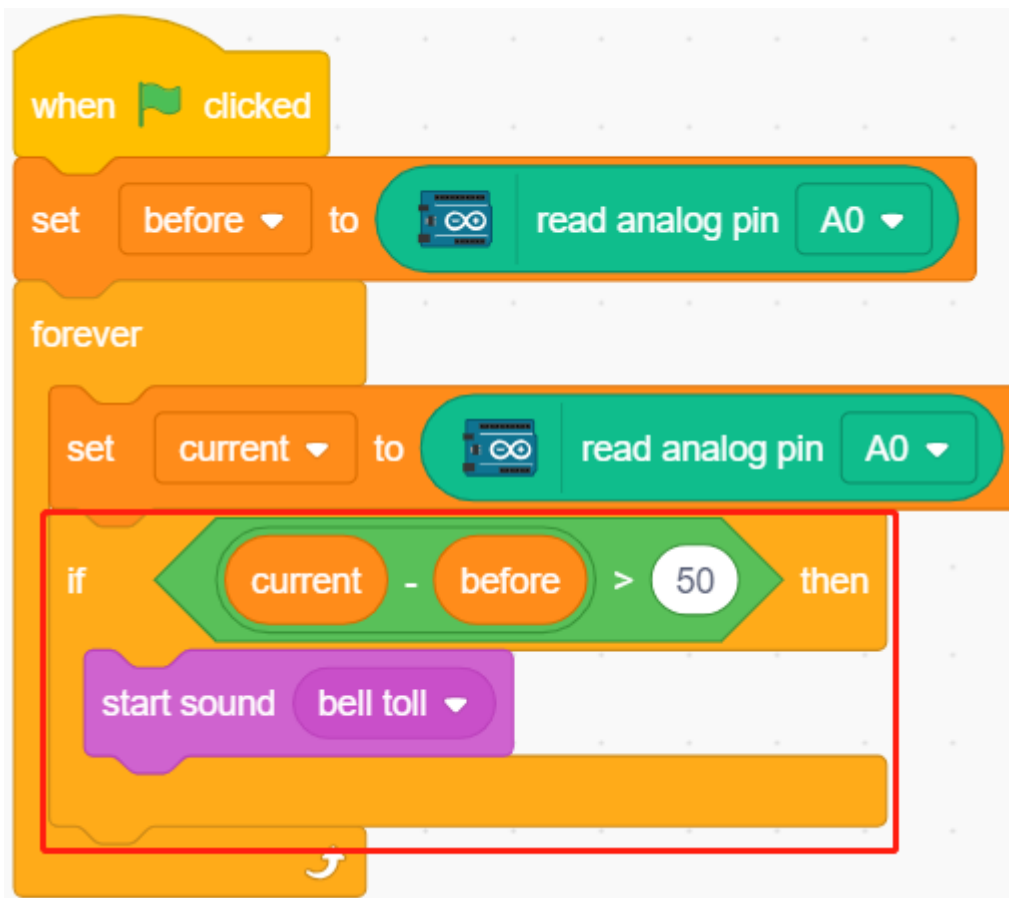 when clicked
set before to read analog pin A0
forever
set current to read analog pin A0
if current - before > 50 then
start sound bell toll